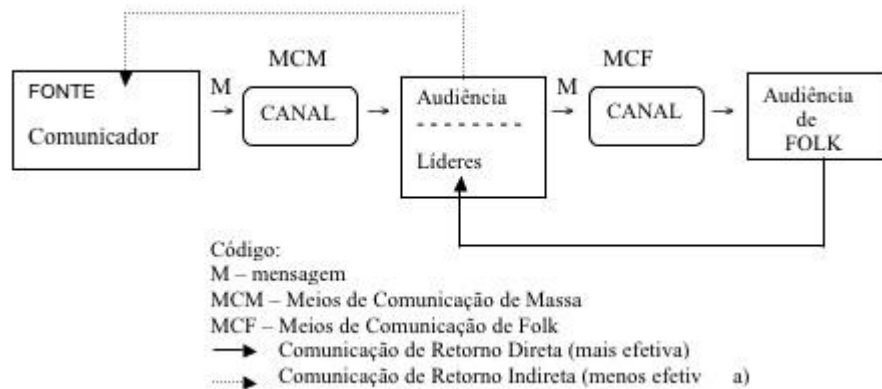 MCM
MCF
FONTE
Comunicador
M
CANAL
Audiência
Líderes
M
CANAL
Audiência
de
FOLK
Código:
M – mensagem
MCM – Meios de Comunicação de Massa
MCF – Meios de Comunicação de Folk
Comunicação de Retorno Direta (mais efetiva)
Comunicação de Retorno Indireta (menos efetiv a)